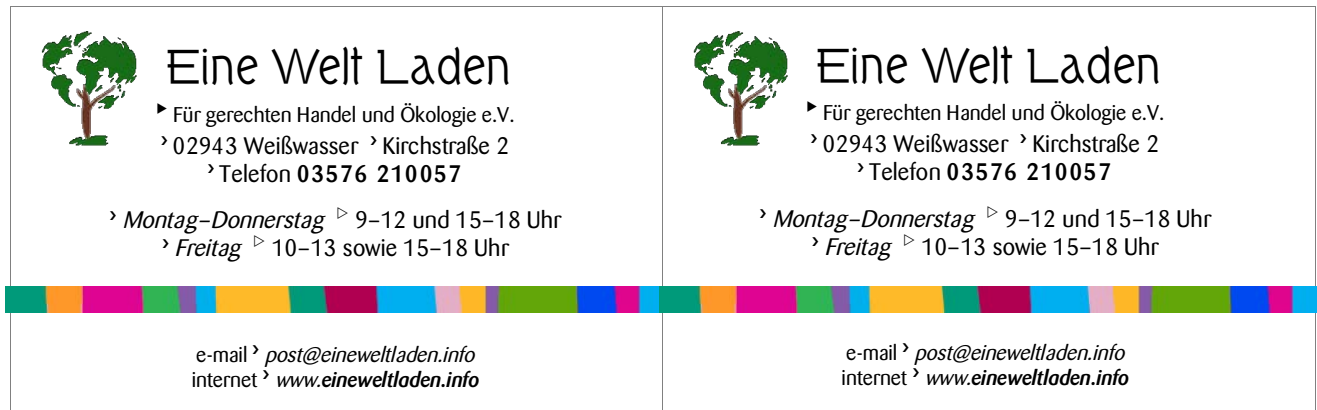 Eine Welt Laden
▶ Für gerechten Handel und Ökologie e.V.
› 02943 Weißwasser › Kirchstraße 2
› Telefon 03576 210057
› Montag–Donnerstag ▷ 9–12 und 15–18 Uhr
› Freitag ▷ 10–13 sowie 15–18 Uhr
e-mail › post@eineweltladen.info
internet › www.eineweltladen.info
Eine Welt Laden
▶ Für gerechten Handel und Ökologie e.V.
› 02943 Weißwasser › Kirchstraße 2
› Telefon 03576 210057
› Montag–Donnerstag ▷ 9–12 und 15–18 Uhr
› Freitag ▷ 10–13 sowie 15–18 Uhr
e-mail › post@eineweltladen.info
internet › www.eineweltladen.info